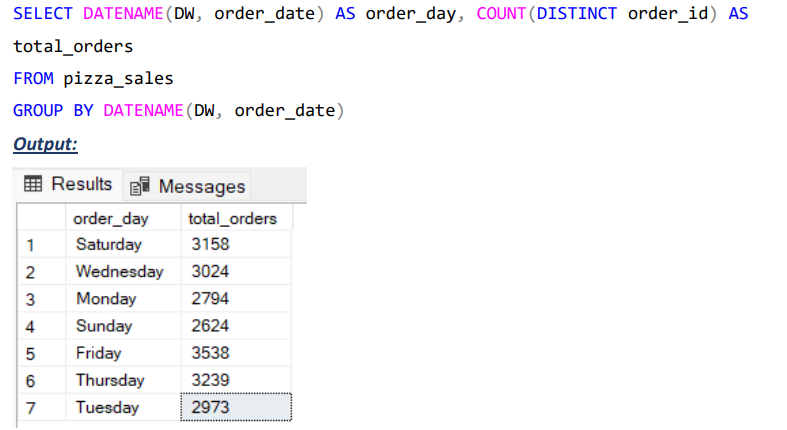 SELECT DATENAME(DW, order_date) AS order_day, COUNT(DISTINCT order_id) AS
total_orders
FROM pizza_sales
GROUP BY DATENAME(DW, order_date)
Output:
Results Messages
order_day total_orders
1 Saturday 3158
2 Wednesday 3024
3 Monday 2794
4 Sunday 2624
5 Friday 3538
6 Thursday 3239
7 Tuesday 2973